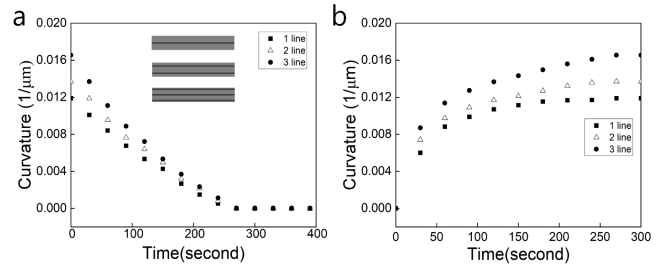 a
0.020
0.016
0.012
0.008
0.004
0.000
Curvature (1/μm)
0
100
200
300
400
Time(second)
1 line
2 line
3 line
b
0.020
0.016
0.012
0.008
0.004
0.000
Curvature (1/μm)
0
50
100
150
200
250
300
Time(second)
1 line
2 line
3 line